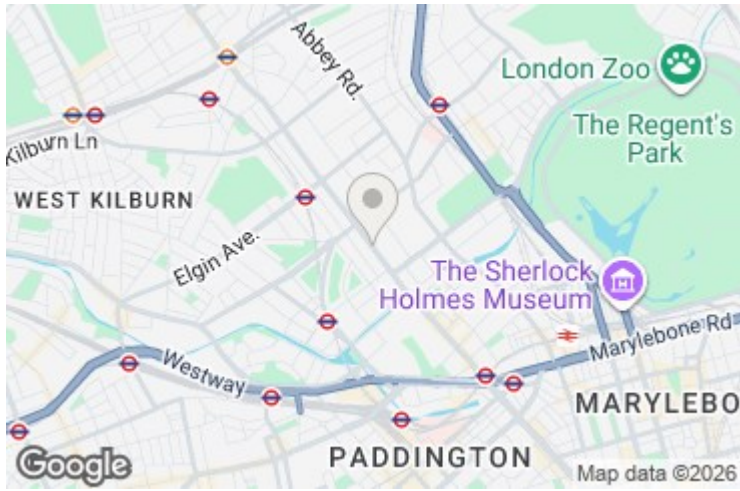 Abbey Rd.
London Zoo
The Regent's
Park
Kilburn Ln
WEST KILBURN
Elgin Ave.
The Sherlock
Holmes Museum
Marylebone Rd
Westway
MARYLEBO
PADDINGTON
Google
Map data ©2026